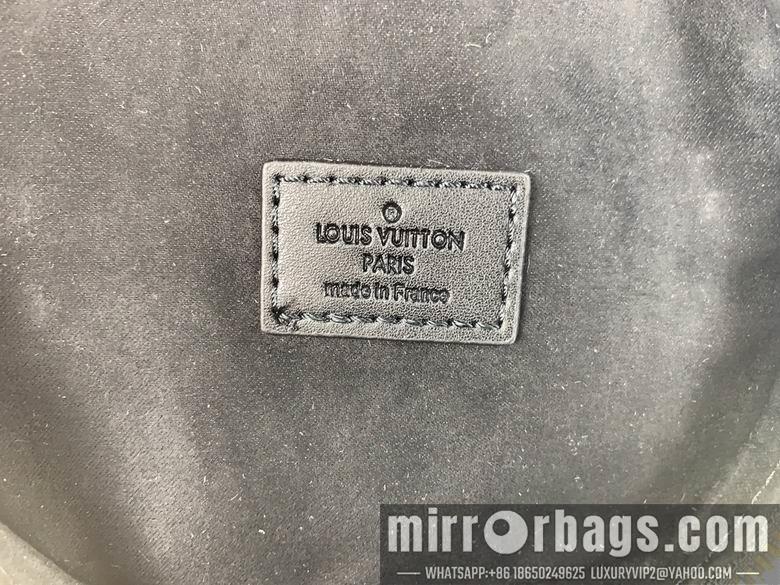 ®
LOUIS VUITTON
PARIS
made in France
mirrorbags.com
WHATSAPP:+86 18650249625 LUXURYVIP2@YAHOO.COM